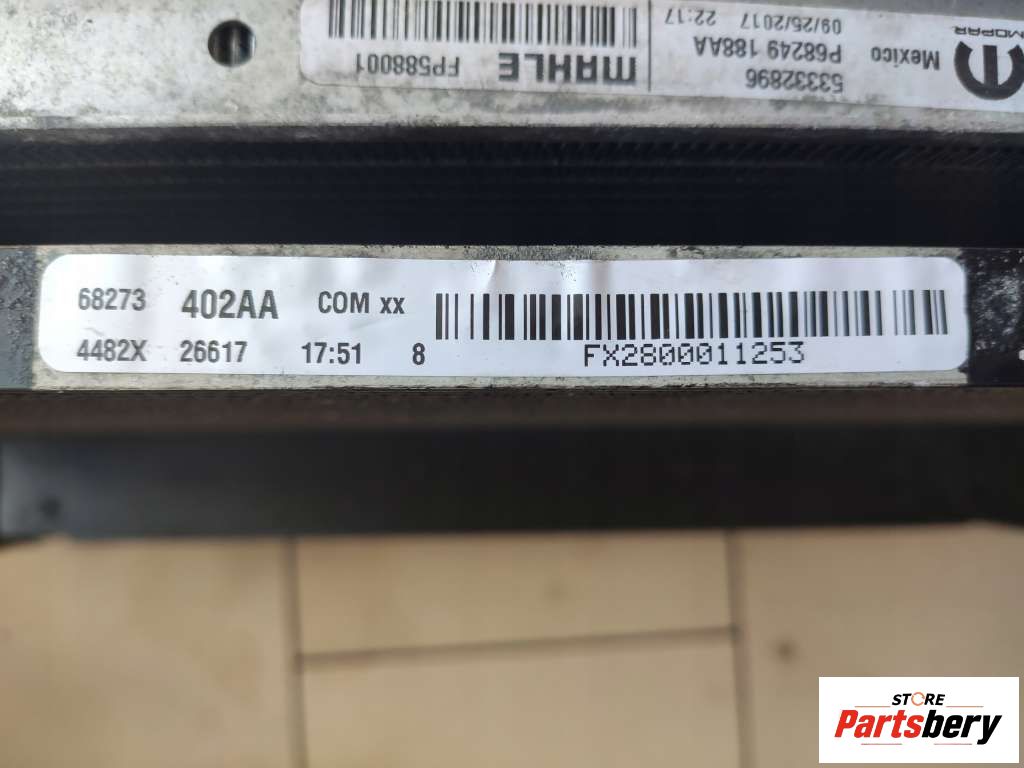 MOPAR
Mexico
53332896
P68249 188AA
09/25/2017 22:17
MAHLE FP588001
68273 402AA COM xx
4482X 26617 17:51 8
FX2800011253
STORE
Partsbery